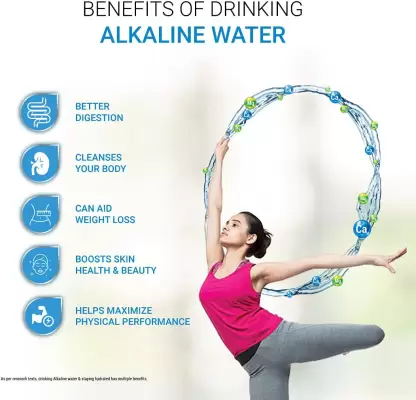 BENEFITS OF DRINKING
ALKALINE WATER
BETTER
DIGESTION
CLEANSES
YOUR BODY
CAN AID
WEIGHT LOSS
BOOSTS SKIN
HEALTH & BEAUTY
HELPS MAXIMIZE
PHYSICAL PERFORMANCE
Ca
As per research tests, drinking Alkaline water & staying hydrated has multiple benefits.